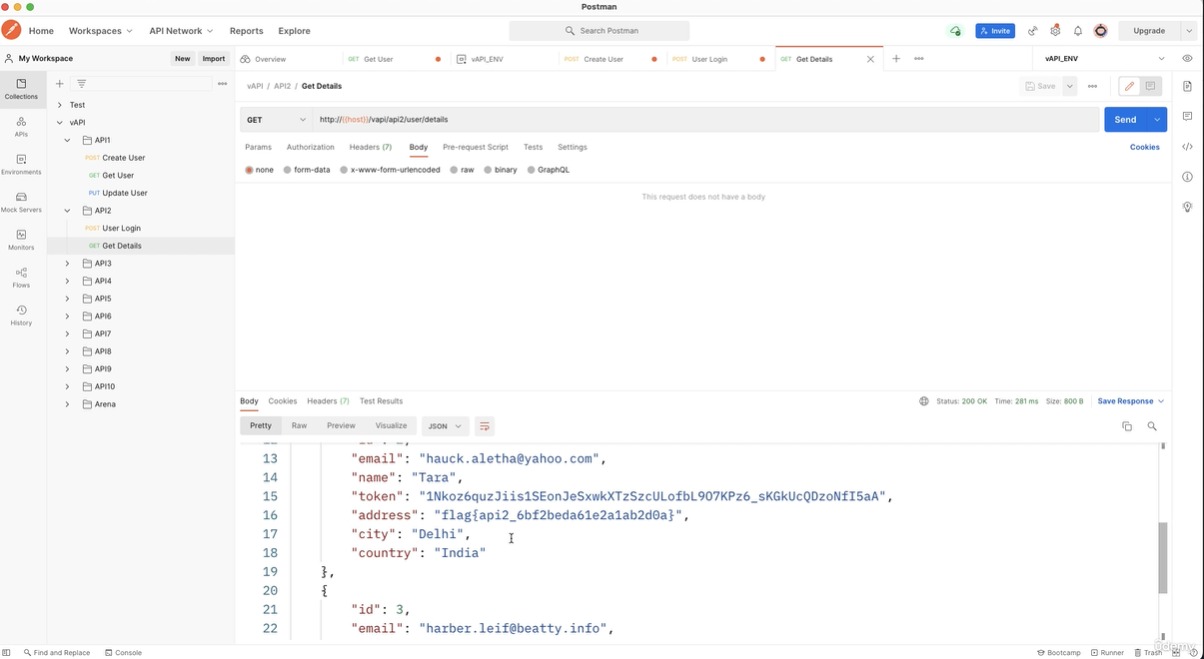 Postman
Home Workspaces API Network Reports Explore Search Postman Invite Upgrade
My Workspace New Import Overview GET Get User vAPI_ENV POST Create User POST User Login GET Get Details vAPI_ENV
Collections
APIs
Environments
Mock Servers
Monitors
Flows
History
Test
vAPI
API1
POST Create User
GET Get User
PUT Update User
API2
POST User Login
GET Get Details
API3
API4
API5
API6
API7
API8
API9
API10
Arena
vAPI / API2 / Get Details Save
GET http://{{host}}/vapi/api2/user/details Send
Params Authorization Headers (7) Body Pre-request Script Tests Settings Cookies
none form-data x-www-form-urlencoded raw binary GraphQL
This request does not have a body
Body Cookies Headers (7) Test Results Status: 200 OK Time: 281 ms Size: 800 B Save Response
Pretty Raw Preview Visualize JSON
13 "email": "hauck.aletha@yahoo.com",
14 "name": "Tara",
15 "token": "1Nkoz6quzJiis1SEonJeSxwkXTzSzcULofbL9O7KPz6_sKGkUcQDzoNfI5aA",
16 "address": "flag{api2_6bf2beda61e2a1ab2d0a}",
17 "city": "Delhi",
18 "country": "India"
19 },
20 {
21 "id": 3,
22 "email": "harber.leif@beatty.info",
Find and Replace Console Bootcamp Runner Trash
udemy